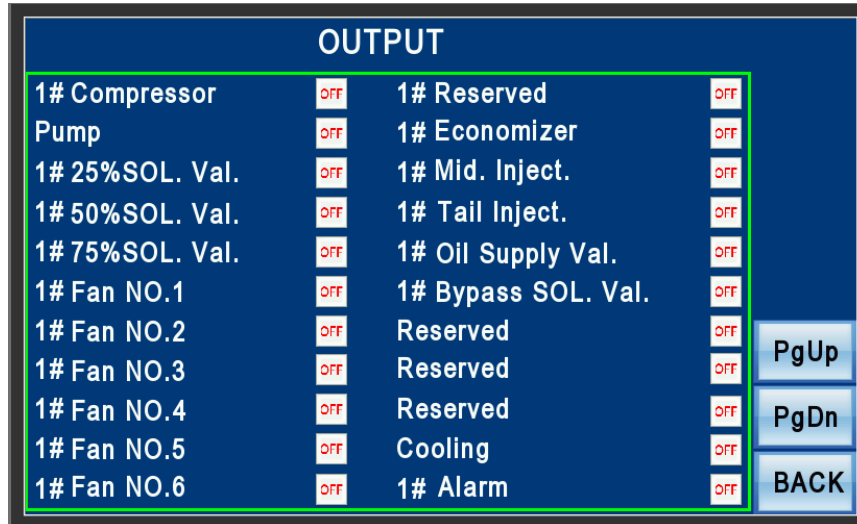 OUTPUT
1# Compressor OFF 1# Reserved OFF
Pump OFF 1# Economizer OFF
1# 25%SOL. Val. OFF 1# Mid. Inject. OFF
1# 50%SOL. Val. OFF 1# Tail Inject. OFF
1# 75%SOL. Val. OFF 1# Oil Supply Val. OFF
1# Fan NO.1 OFF 1# Bypass SOL. Val. OFF
1# Fan NO.2 OFF Reserved OFF
1# Fan NO.3 OFF Reserved OFF
1# Fan NO.4 OFF Reserved OFF
1# Fan NO.5 OFF Cooling OFF
1# Fan NO.6 OFF 1# Alarm OFF
PgUp
PgDn
BACK